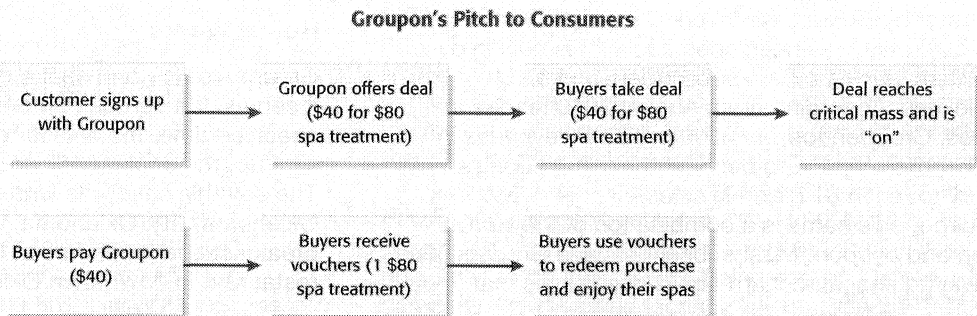 Groupon's Pitch to Consumers
Customer signs up
with Groupon
Groupon offers deal
($40 for $80
spa treatment)
Buyers take deal
($40 for $80
spa treatment)
Deal reaches
critical mass and is
"on"
Buyers pay Groupon
($40)
Buyers receive
vouchers (1 $80
spa treatment)
Buyers use vouchers
to redeem purchase
and enjoy their spas